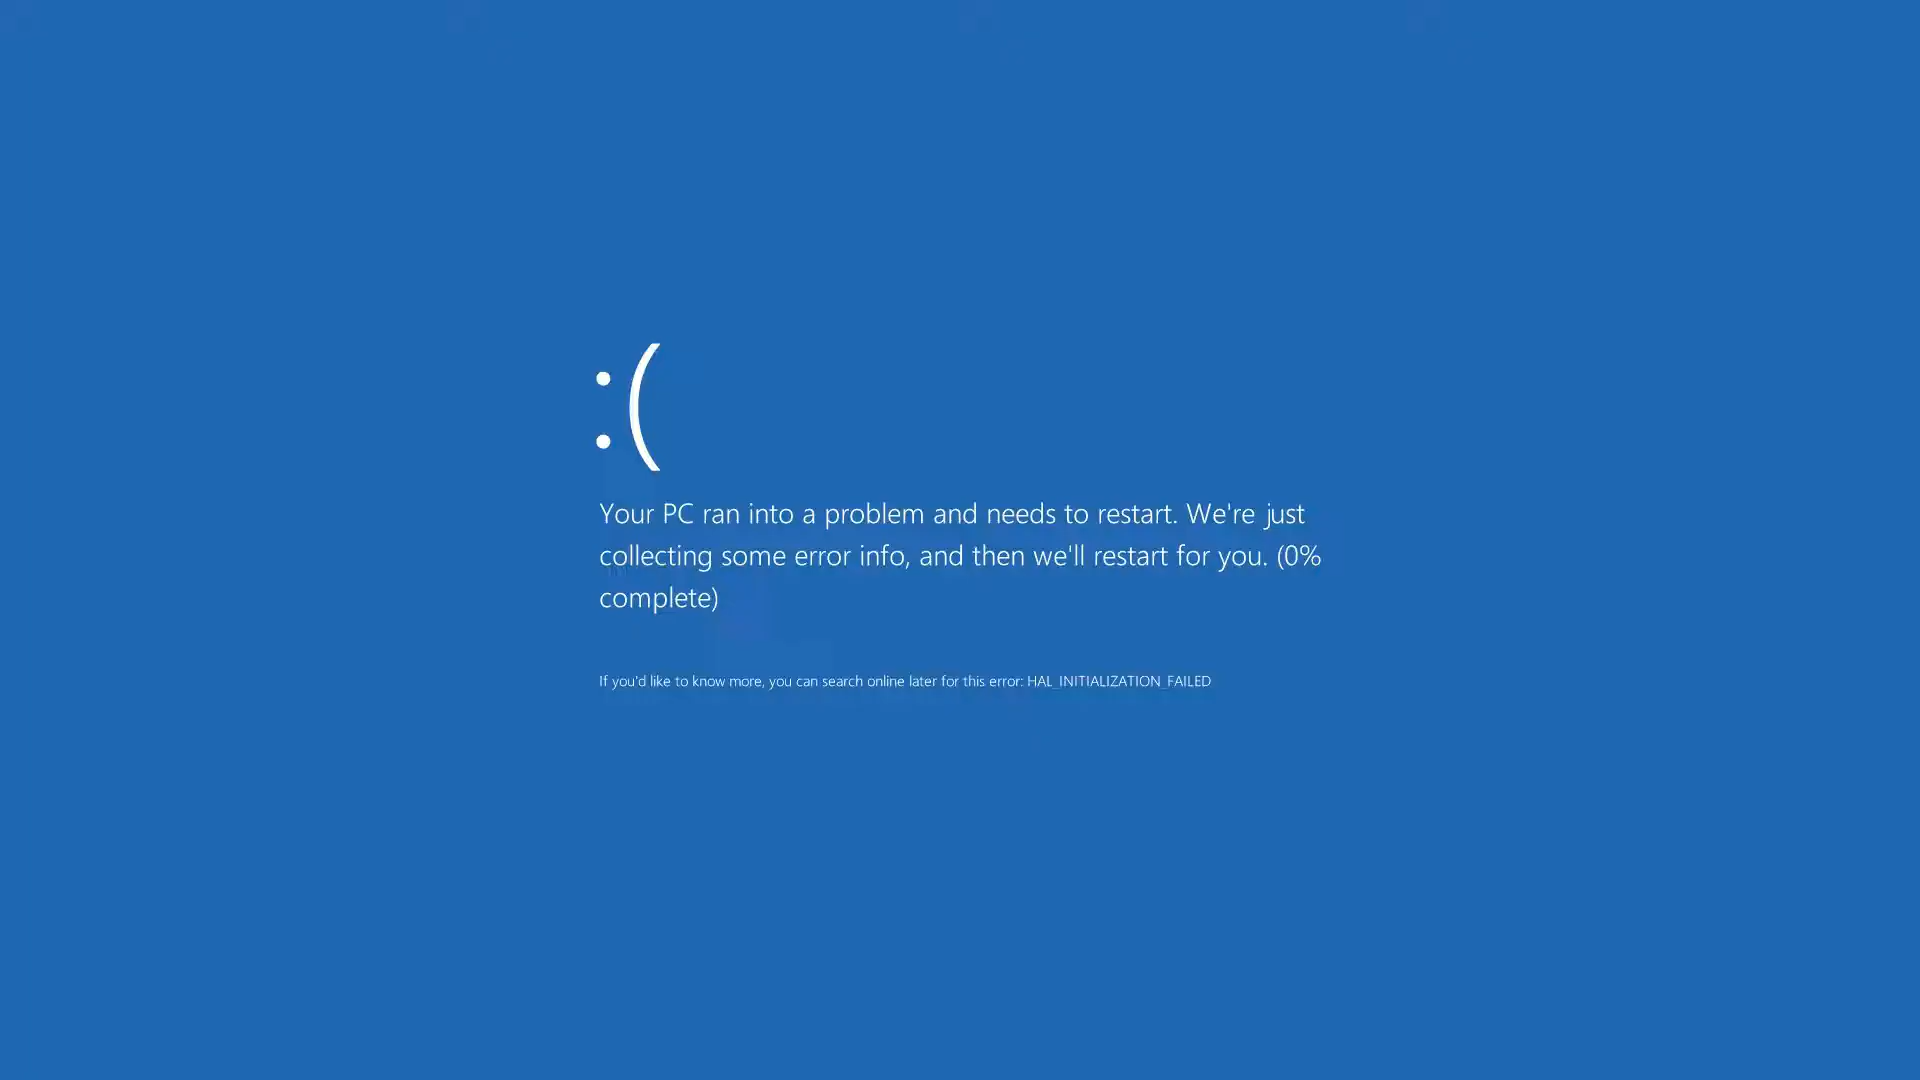 :(
Your PC ran into a problem and needs to restart. We're just
collecting some error info, and then we'll restart for you. (0%
complete)
If you'd like to know more, you can search online later for this error: HAL_INITIALIZATION_FAILED